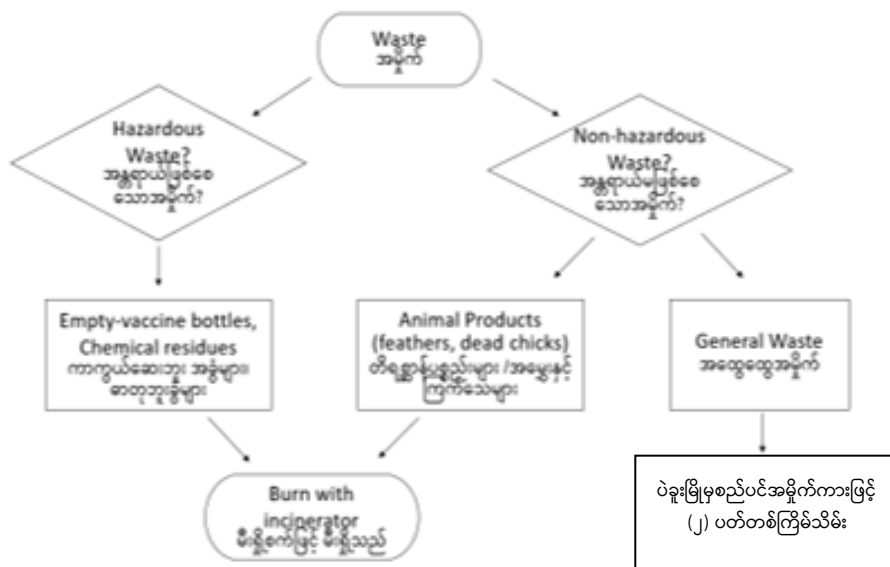 Waste
အမှိုက်
Hazardous
Waste?
အန္တရာယ်ဖြစ်စေ
သောအမှိုက်?
Non-hazardous
Waste?
အန္တရာယ်မဖြစ်စေ
သောအမှိုက်?
Empty-vaccine bottles,
Chemical residues
ကာကွယ်ဆေးဘူး အခွံများ၊
ဓာတုဘူးခွံများ
Animal Products
(feathers, dead chicks)
တိရစ္ဆာန်ပစ္စည်းများ /အမွှေးနှင့်
ကြက်သေများ
General Waste
အထွေထွေအမှိုက်
Burn with
incinerator
မီးရှို့စက်ဖြင့် မီးရှို့သည်
ပဲခူးမြို့မှစည်ပင်အမှိုက်ကားဖြင့်
(၂) ပတ်တစ်ကြိမ်သိမ်း